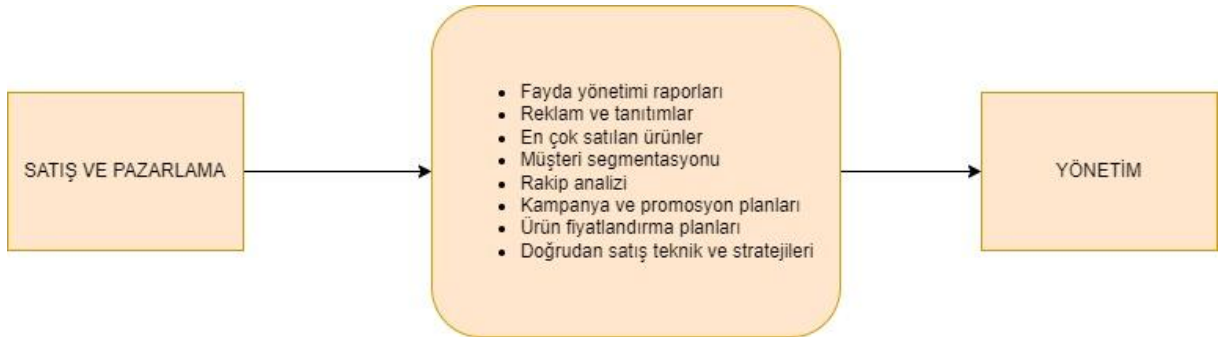 SATIŞ VE PAZARLAMA
Fayda yönetimi raporları
Reklam ve tanıtımlar
En çok satılan ürünler
Müşteri segmentasyonu
Rakip analizi
Kampanya ve promosyon planları
Ürün fiyatlandırma planları
Doğrudan satış teknik ve stratejileri
YÖNETİM